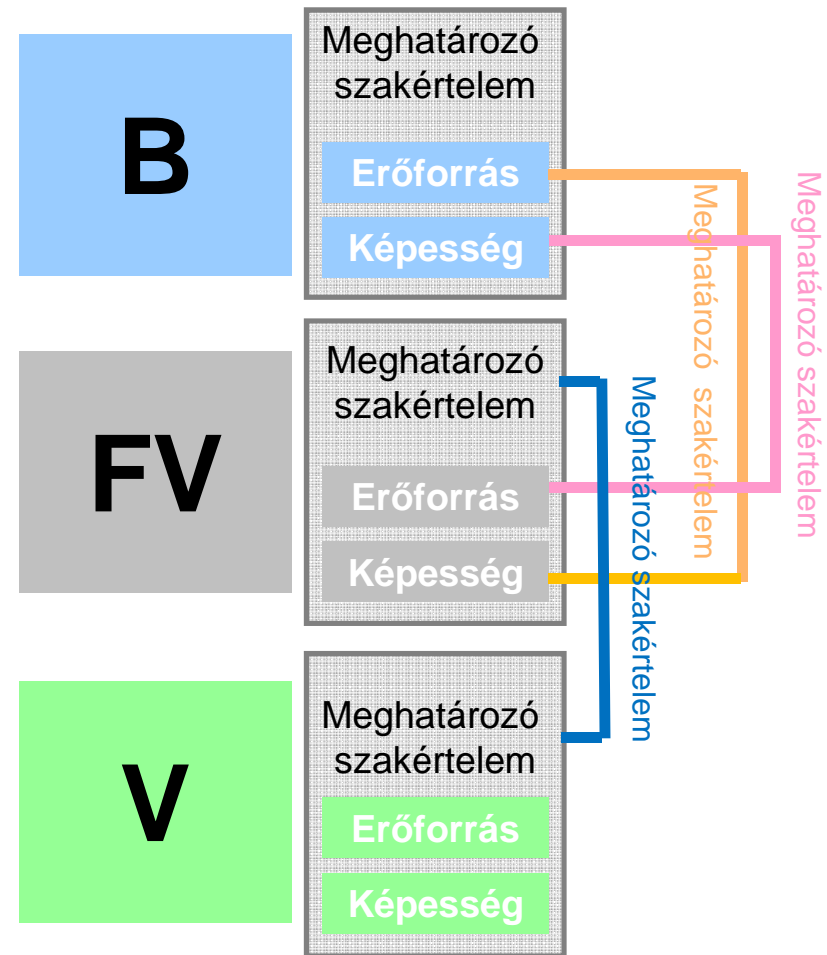 B
Meghatározó
szakértelem
Erőforrás
Képesség
FV
Meghatározó
szakértelem
Erőforrás
Képesség
V
Meghatározó
szakértelem
Erőforrás
Képesség
Meghatározó szakértelem
Meghatározó szakértelem
Meghatározó szakértelem